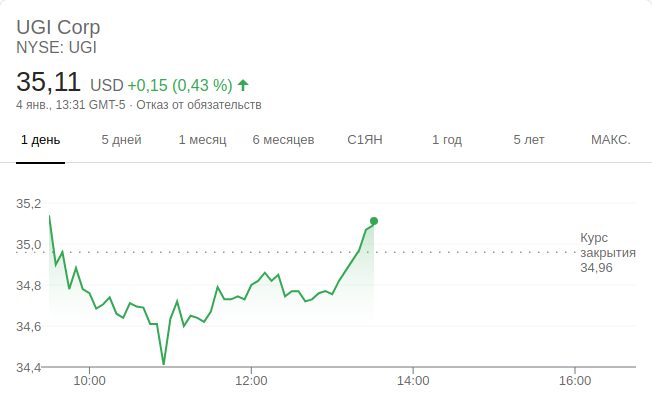 UGI Corp
NYSE: UGI
35,11 USD +0,15 (0,43 %)
4 янв., 13:31 GMT-5 · Отказ от обязательств
1 день 5 дней 1 месяц 6 месяцев С1ЯН 1 год 5 лет МАКС.
35,2
35,0
34,8
34,6
34,4
Курс
закрытия
34,96
10:00 12:00 14:00 16:00